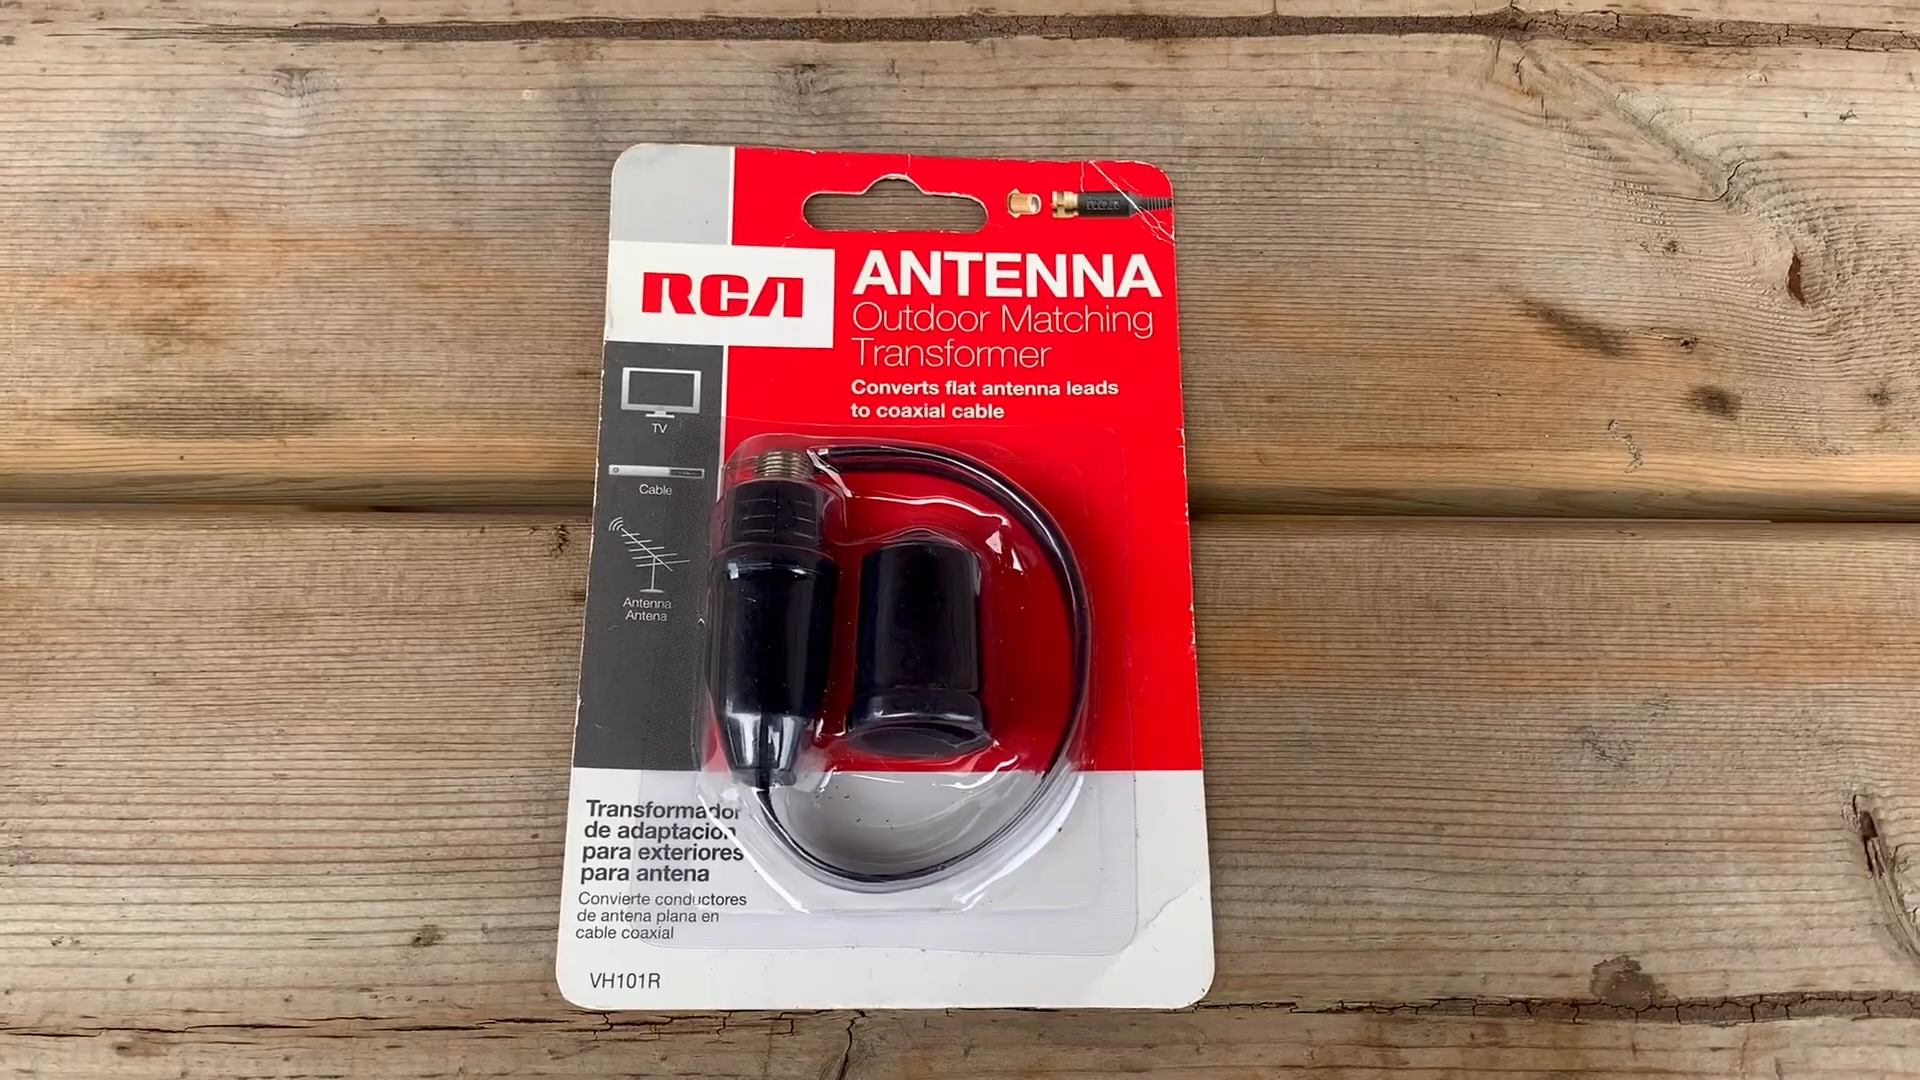 RCA
ANTENNA
Outdoor Matching
Transformer
Converts flat antenna leads
to coaxial cable
TV
Cable
Antenna
Antena
Transformador
de adaptación
para exteriores
para antena
Convierte conductores
de antena plana en
cable coaxial
VH101R